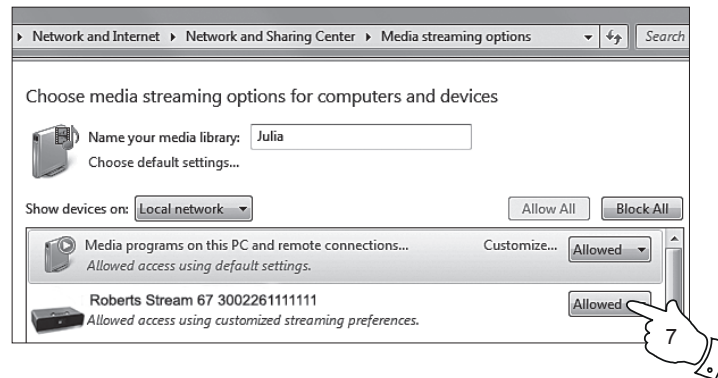 Network and Internet Network and Sharing Center Media streaming options Search
Choose media streaming options for computers and devices
Name your media library: Julia
Choose default settings...
Show devices on: Local network Allow All Block All
Media programs on this PC and remote connections... Customize... Allowed
Allowed access using default settings.
Roberts Stream 67 3002261111111 Allowed
Allowed access using customized streaming preferences.
7